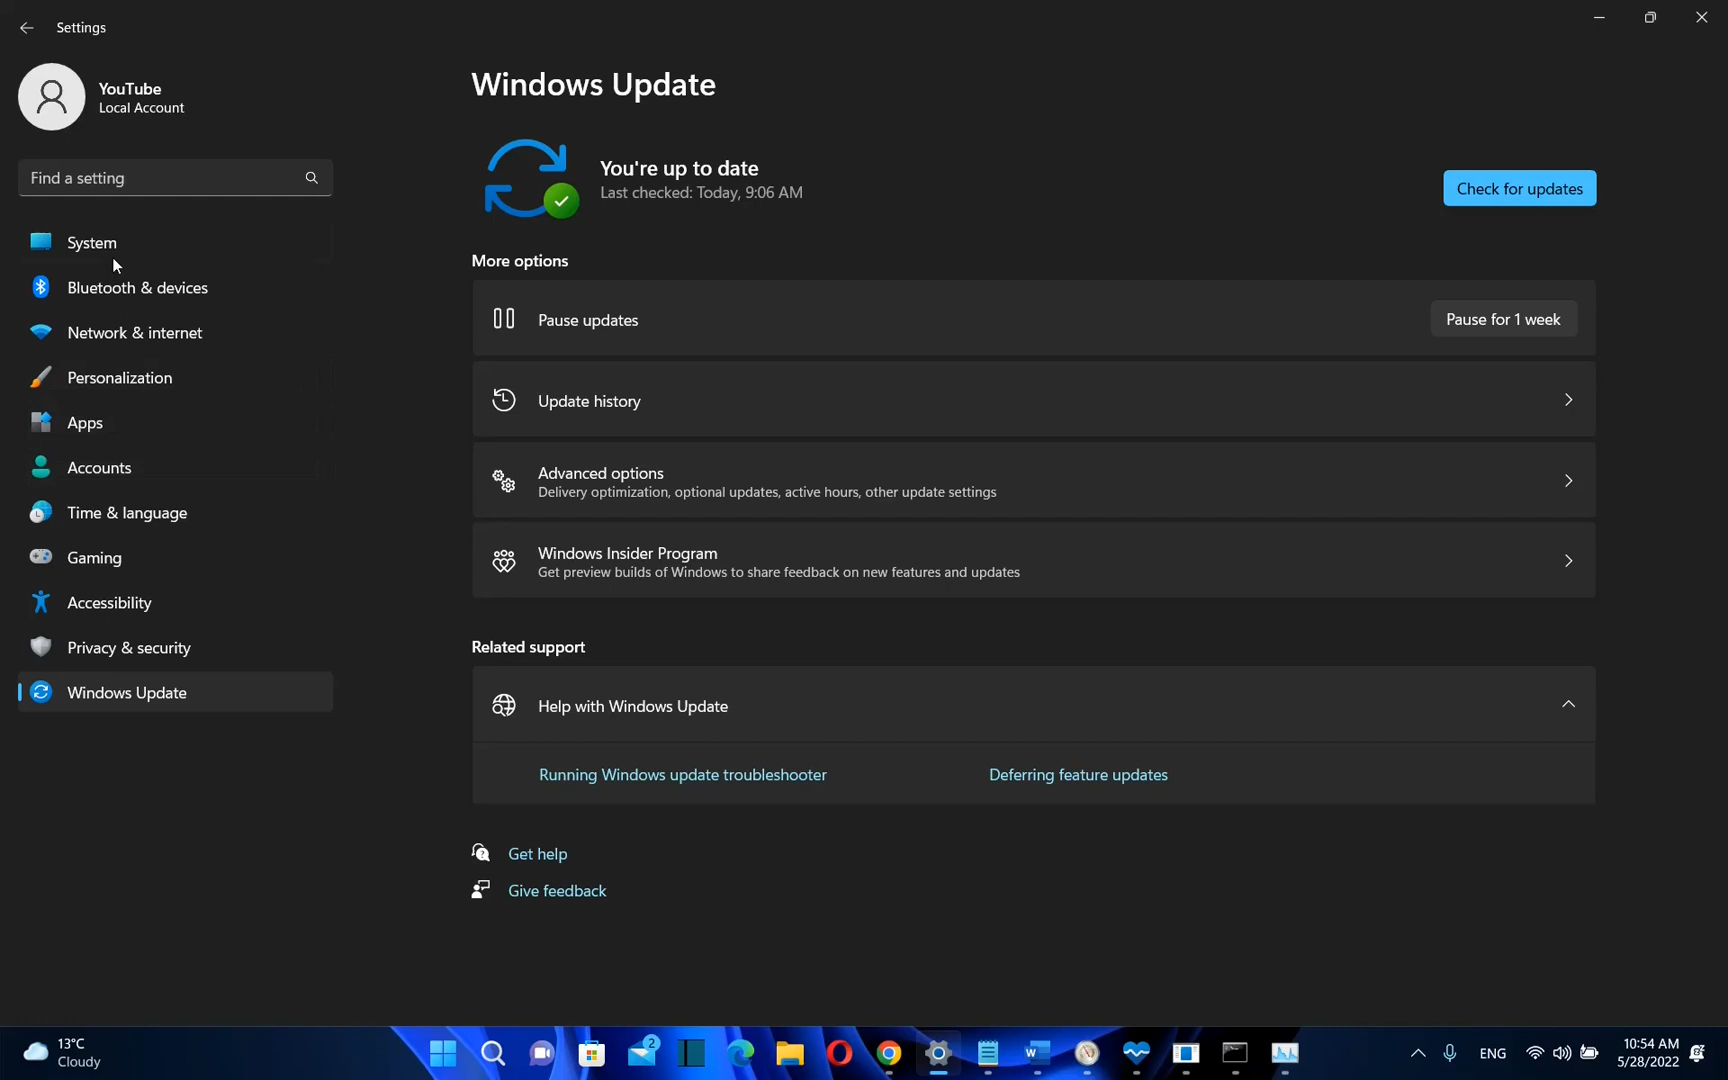 Settings
YouTube
Local Account
Find a setting
System
Bluetooth & devices
Network & internet
Personalization
Apps
Accounts
Time & language
Gaming
Accessibility
Privacy & security
Windows Update
Windows Update
You're up to date
Last checked: Today, 9:06 AM
Check for updates
More options
Pause updates
Pause for 1 week
Update history
Advanced options
Delivery optimization, optional updates, active hours, other update settings
Windows Insider Program
Get preview builds of Windows to share feedback on new features and updates
Related support
Help with Windows Update
Running Windows update troubleshooter
Deferring feature updates
Get help
Give feedback
13°C
Cloudy
2
W
ENG
10:54 AM
5/28/2022